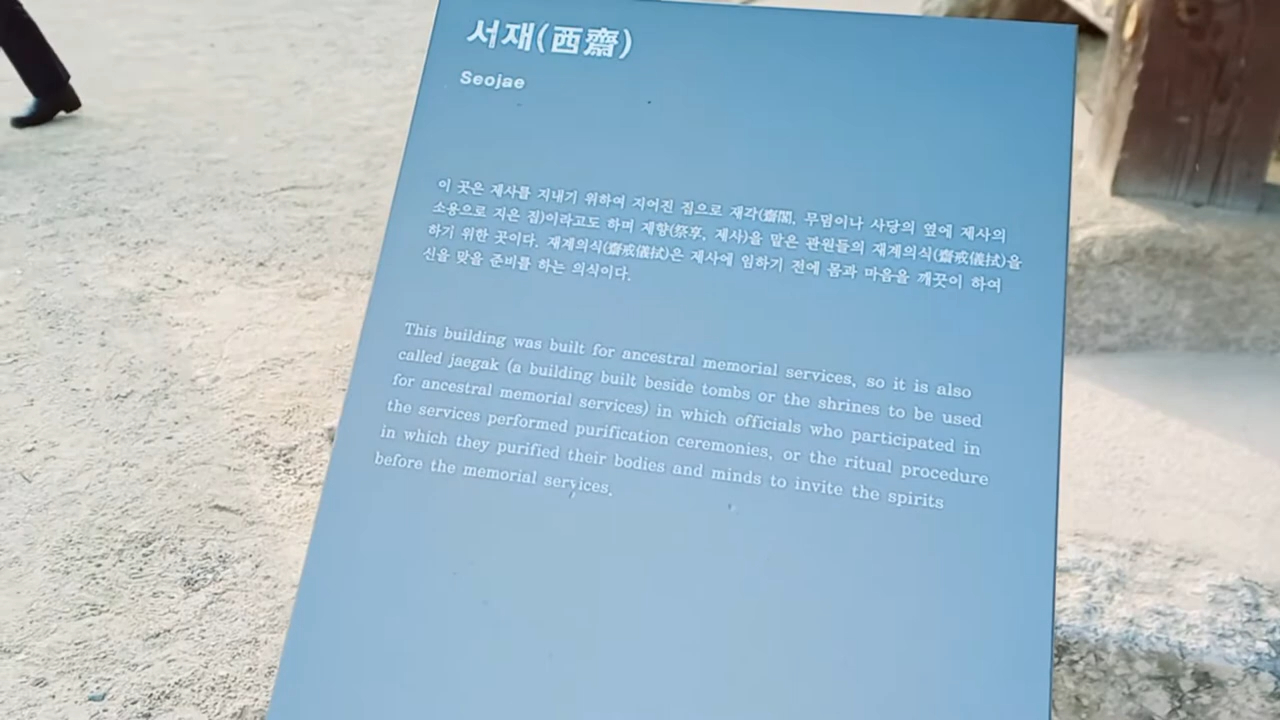 서재(西齋)
Seojae
이 곳은 제사를 지내기 위하여 지어진 집으로 재각(齋閣, 무덤이나 사당의 옆에 제사의
소용으로 지은 집)이라고도 하며 제향(祭享, 제사)을 맡은 관원들의 재계의식(齋戒儀拭)을
하기 위한 곳이다. 재계의식(齋戒儀拭)은 제사에 임하기 전에 몸과 마음을 깨끗이 하여
신을 맞을 준비를 하는 의식이다.
This building was built for ancestral memorial services, so it is also
called jaegak (a building built beside tombs or the shrines to be used
for ancestral memorial services) in which officials who participated in
the services performed purification ceremonies, or the ritual procedure
in which they purified their bodies and minds to invite the spirits
before the memorial services.